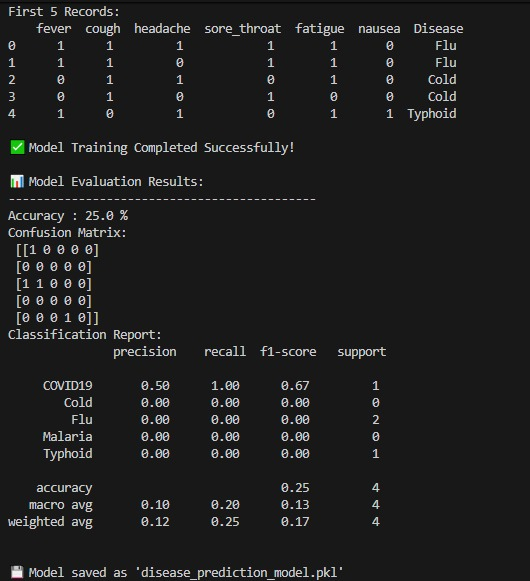 First 5 Records:
   fever  cough  headache  sore_throat  fatigue  nausea  Disease
0      1      1         1            1        1       0      Flu
1      1      1         0            1        1       0      Flu
2      0      1         1            0        1       0     Cold
3      0      1         0            1        0       0     Cold
4      1      0         1            0        1       1  Typhoid
✅ Model Training Completed Successfully!
📊 Model Evaluation Results:
--------------------------------------------
Accuracy : 25.0 %
Confusion Matrix:
 [[1 0 0 0 0]
 [0 0 0 0 0]
 [1 1 0 0 0]
 [0 0 0 0 0]
 [0 0 0 1 0]]
Classification Report:
              precision    recall  f1-score   support
     COVID19       0.50      1.00      0.67         1
        Cold       0.00      0.00      0.00         0
         Flu       0.00      0.00      0.00         2
     Malaria       0.00      0.00      0.00         0
     Typhoid       0.00      0.00      0.00         1
    accuracy                           0.25         4
   macro avg       0.10      0.20      0.13         4
weighted avg       0.12      0.25      0.17         4
💾 Model saved as 'disease_prediction_model.pkl'